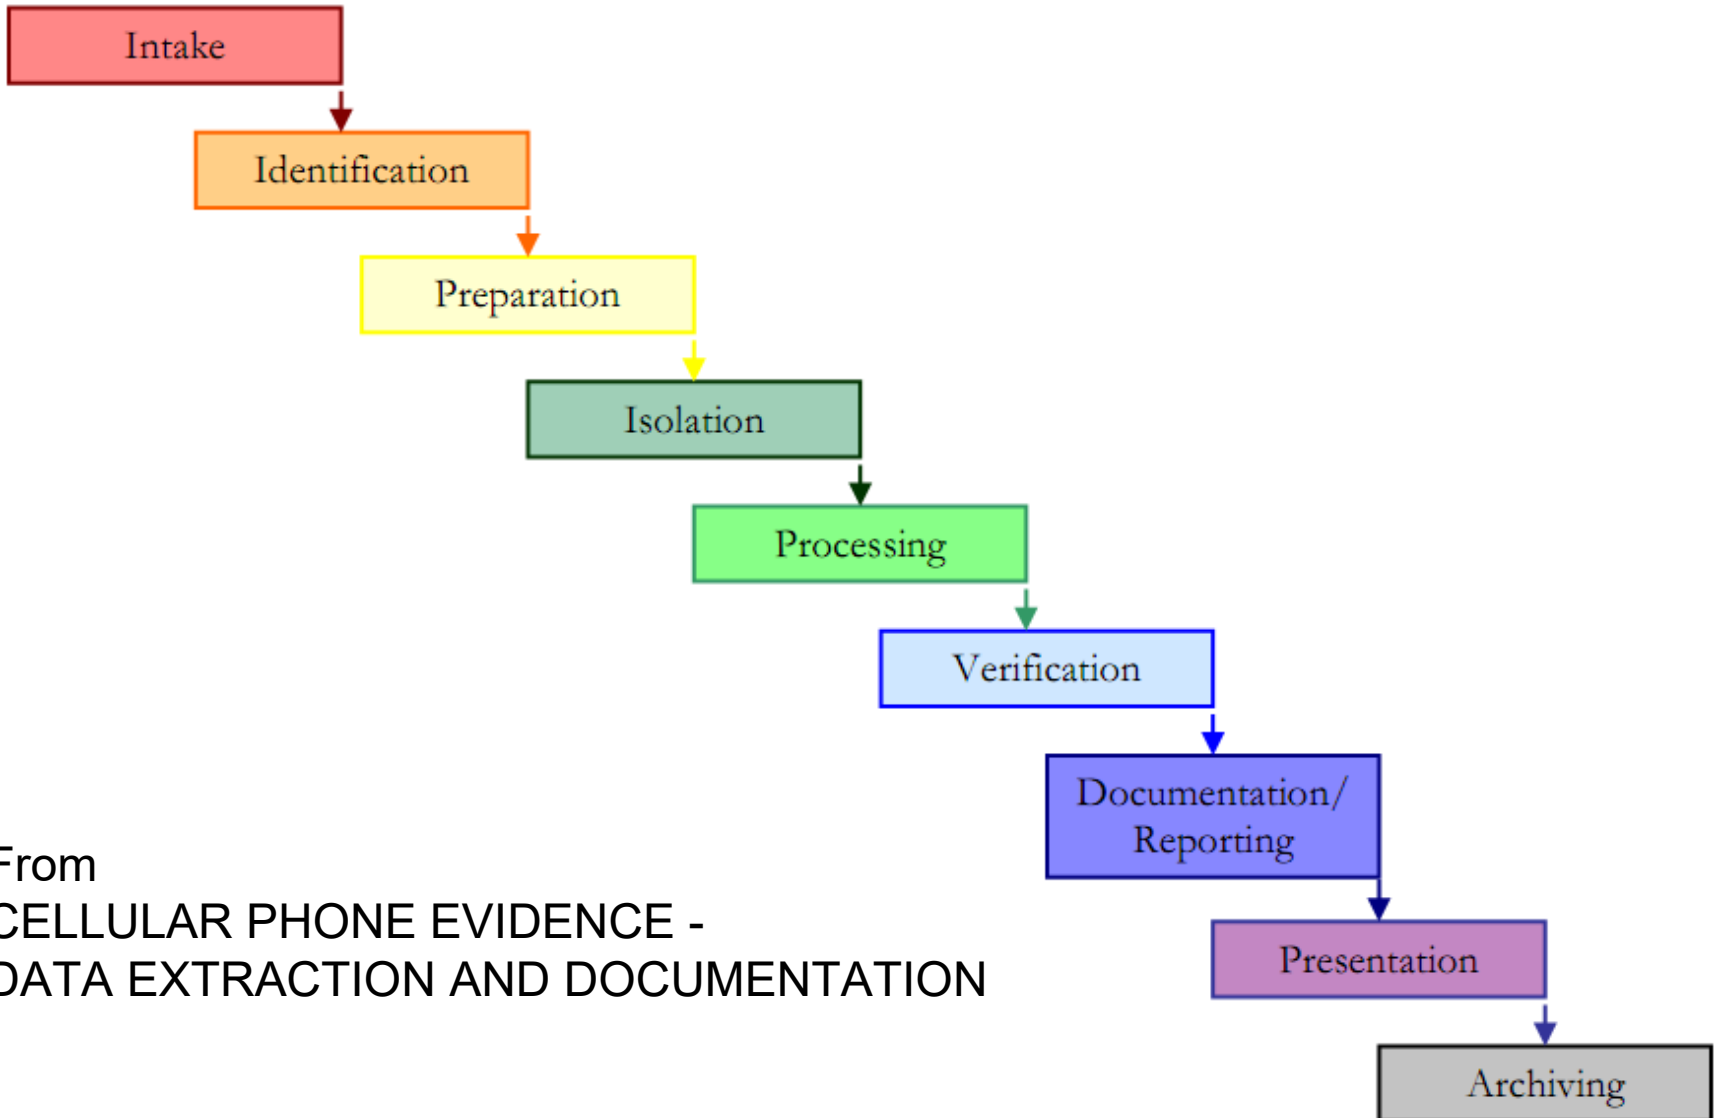 Intake
Identification
Preparation
Isolation
Processing
Verification
Documentation/
Reporting
From
CELLULAR PHONE EVIDENCE -
DATA EXTRACTION AND DOCUMENTATION
Presentation
Archiving